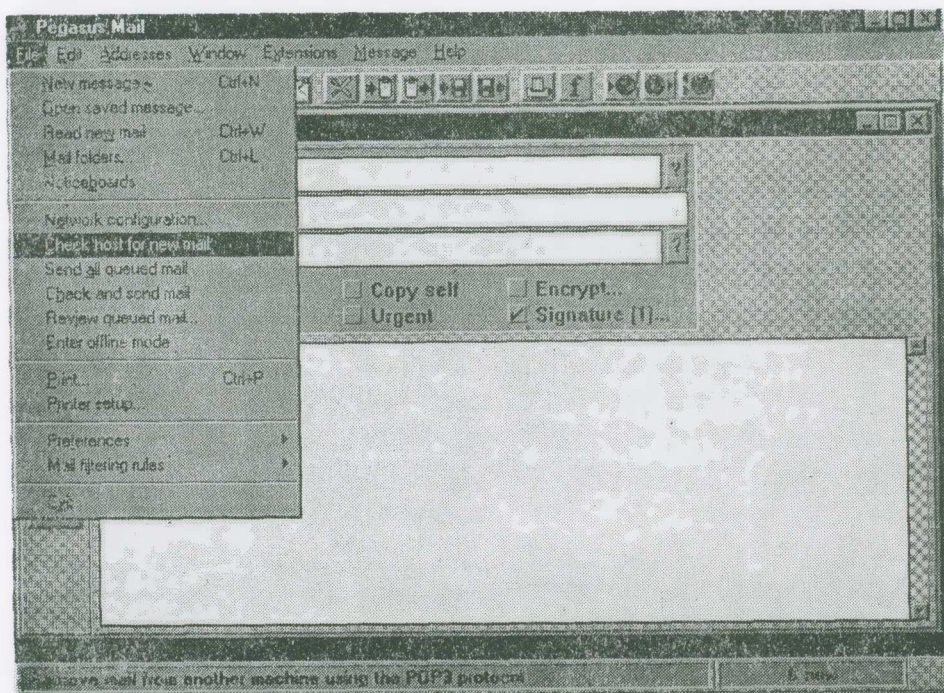 Pegasus Mail
File Edit Addresses Window Extensions Message Help
New message Ctrl+N
Open saved message...
Read new mail Ctrl+W
Mail folders... Ctrl+L
Noticeboards
?
Network configuration...
Check host for new mail
?
Send all queued mail
Check and send mail
Copy self Encrypt...
Review queued mail...
Urgent Signature [1]...
Enter offline mode
Print... Ctrl+P
Printer setup...
Preferences
Mail filtering rules
Exit
mail from another machine using the POP3 protocol
new